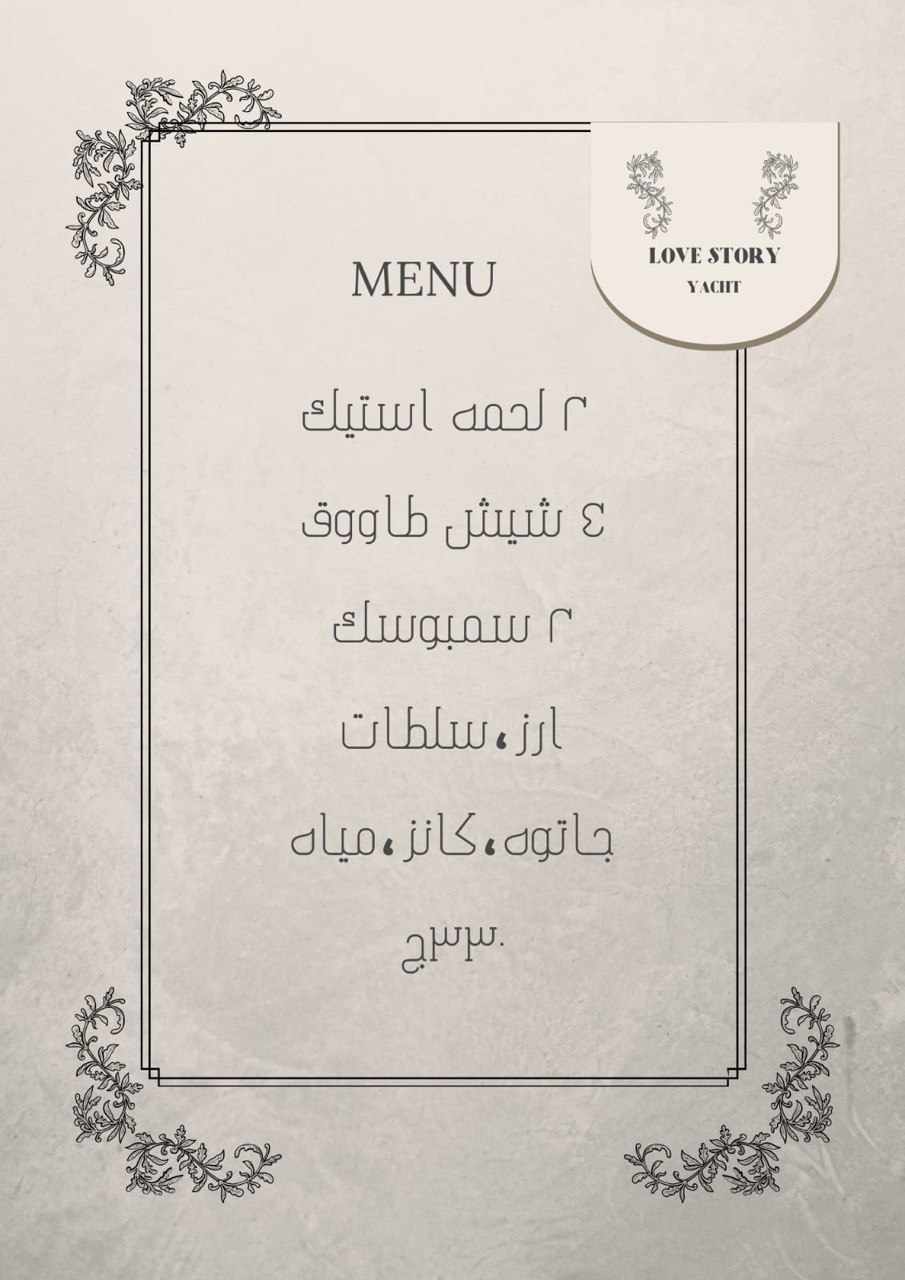 LOVE STORY
YACHT
MENU
٢ لحمه استيك
٤ شيش طاووق
٢ سمبوسك
ارز،سلطات
جاتوه،كانز،مياه
٣٣٠ج